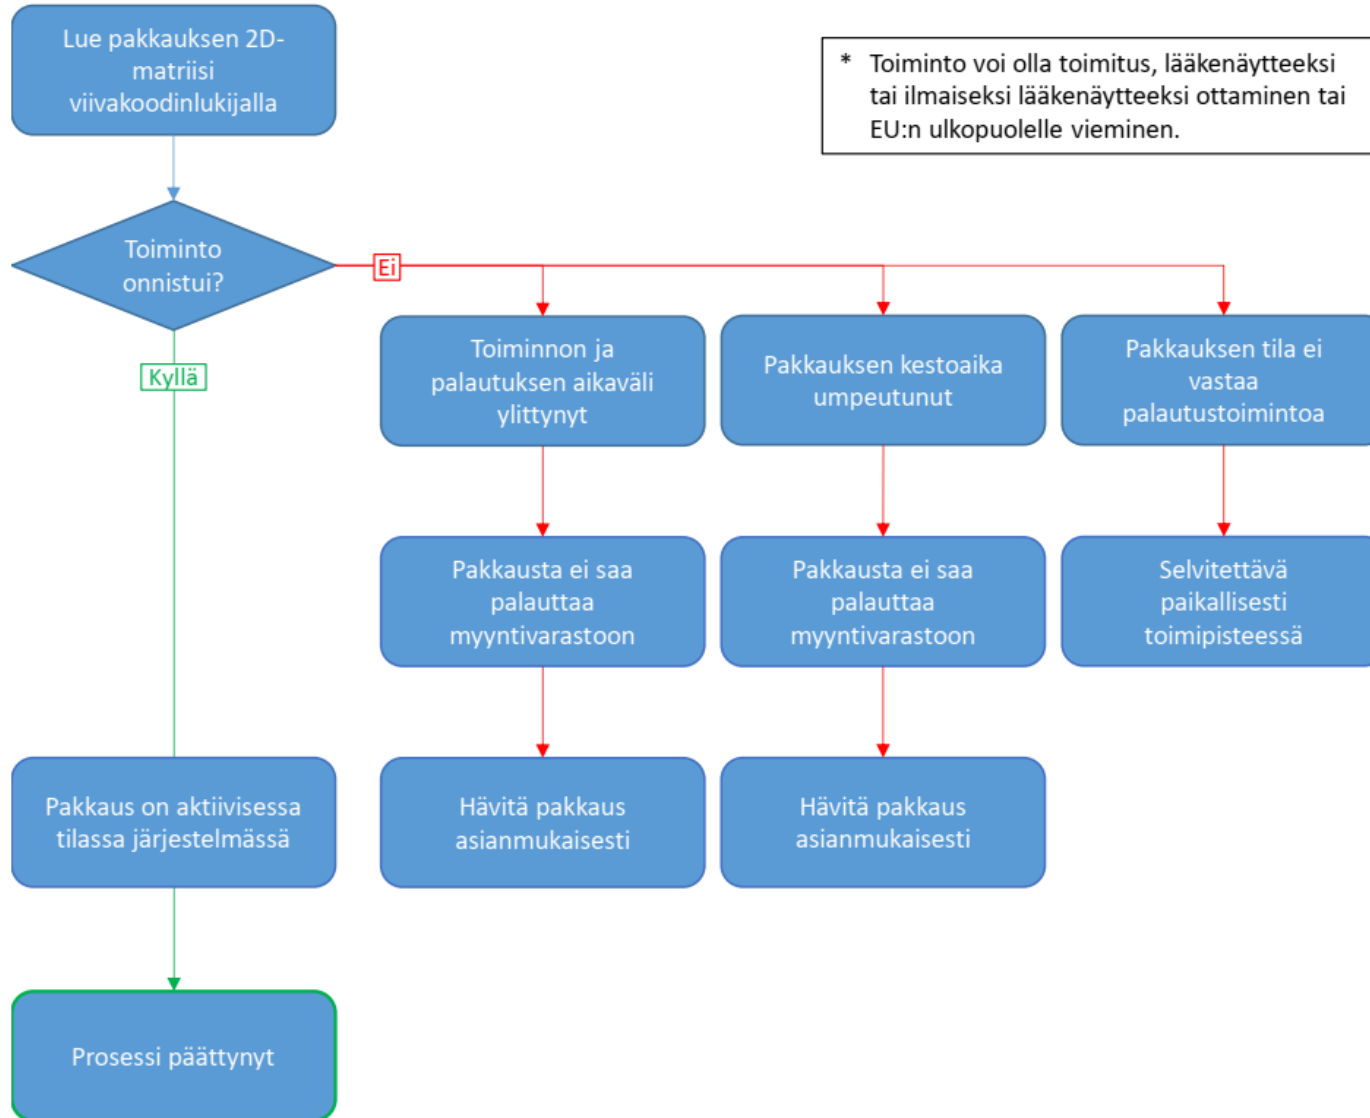 Lue pakkauksen 2D-
matriisi
viivakoodinlukijalla
* Toiminto voi olla toimitus, lääkenäytteeksi
tai ilmaiseksi lääkenäytteeksi ottaminen tai
EU:n ulkopuolelle vieminen.
Toiminto
onnistui?
Ei
Kyllä
Toiminnon ja
palautuksen aikaväli
ylittynyt
Pakkauksen kestoaika
umpeutunut
Pakkauksen tila ei
vastaa
palautustoimintoa
Pakkausta ei saa
palauttaa
myyntivarastoon
Pakkausta ei saa
palauttaa
myyntivarastoon
Selvitettävä
paikallisesti
toimipisteessä
Pakkaus on aktiivisessa
tilassa järjestelmässä
Hävitä pakkaus
asianmukaisesti
Hävitä pakkaus
asianmukaisesti
Prosessi päättynyt